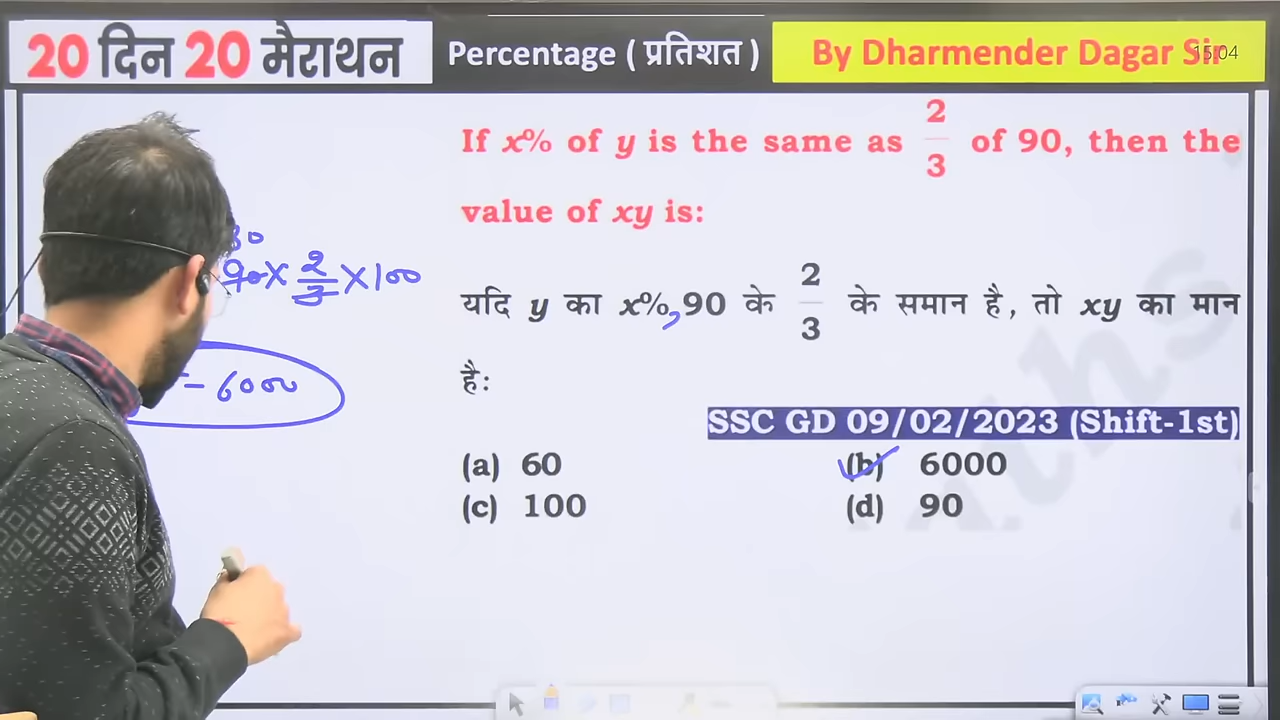 20 दिन 20 मैराथन
Percentage ( प्रतिशत )
By Dharmender Dagar Sir
15:04
If x% of y is the same as 2/3 of 90, then the
value of xy is:
यदि y का x%, 90 के 2/3 के समान है, तो xy का मान
है:
SSC GD 09/02/2023 (Shift-1st)
(a) 60
(b) 6000
(c) 100
(d) 90
30
90 × 2/3 × 100
= 6000